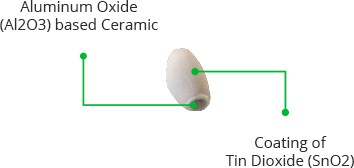 Aluminum Oxide
(Al2O3) based Ceramic
Coating of
Tin Dioxide (SnO2)